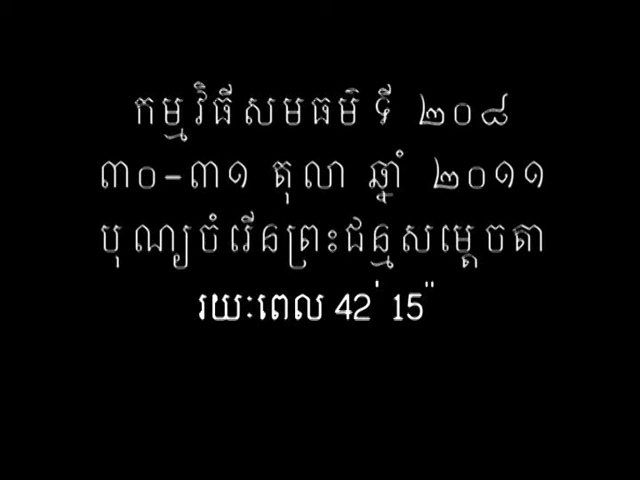 កម្មវិធីសមធម៌ ទី ២០៨
៣០-៣១ តុលា ឆ្នាំ ២០១១
បុណ្យចំរើនព្រះជន្មសម្តេចតា
រយៈពេល 42' 15"